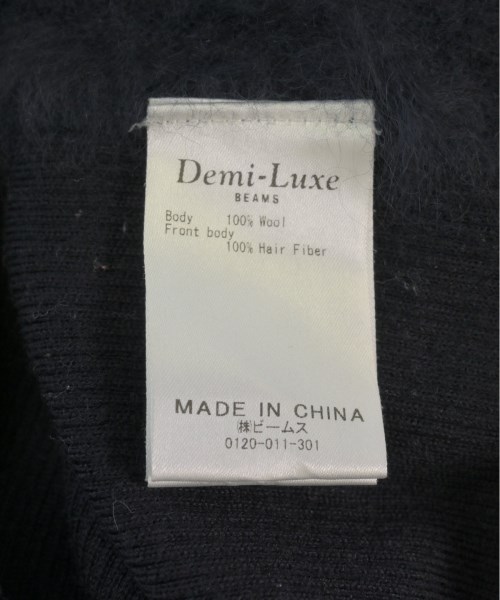 Demi-Luxe
BEAMS
Body 100% Wool
Front body
100% Hair Fiber
MADE IN CHINA
㈱ビームス
0120-011-301